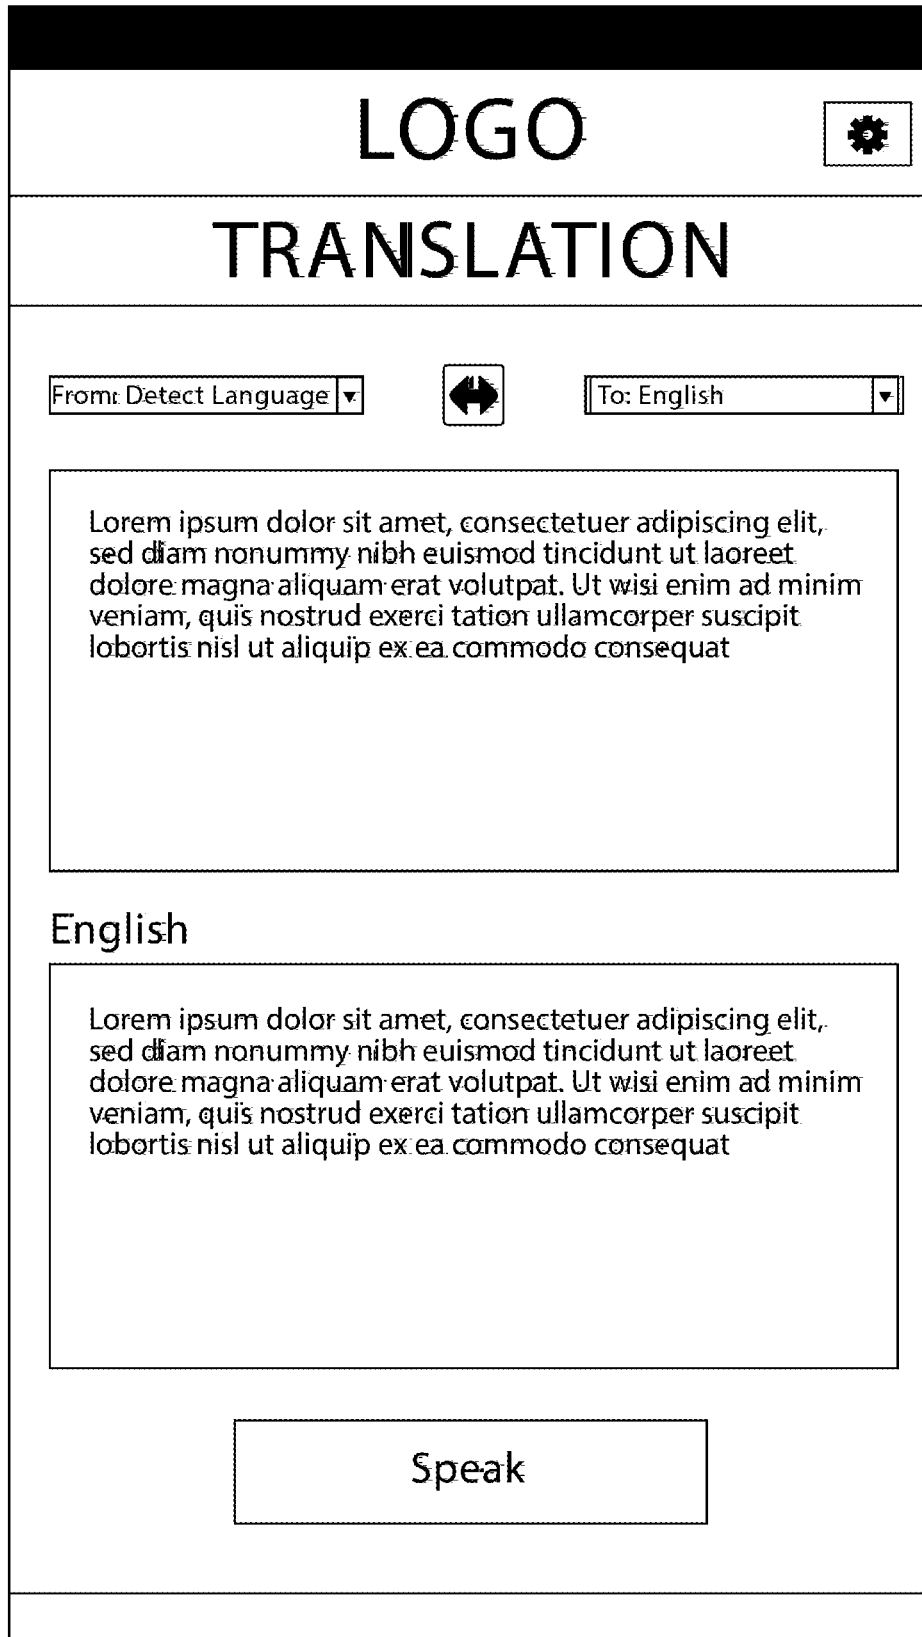 LOGO
TRANSLATION
From: Detect Language
To: English
Lorem ipsum dolor sit amet, consectetuer adipiscing elit,
sed diam nonummy nibh euismod tincidunt ut laoreet
dolore magna aliquam erat volutpat. Ut wisi enim ad minim
veniam, quis nostrud exerci tation ullamcorper suscipit
lobortis nisl ut aliquip ex ea commodo consequat
English
Lorem ipsum dolor sit amet, consectetuer adipiscing elit,
sed diam nonummy nibh euismod tincidunt ut laoreet
dolore magna aliquam erat volutpat. Ut wisi enim ad minim
veniam, quis nostrud exerci tation ullamcorper suscipit
lobortis nisl ut aliquip ex ea commodo consequat
Speak